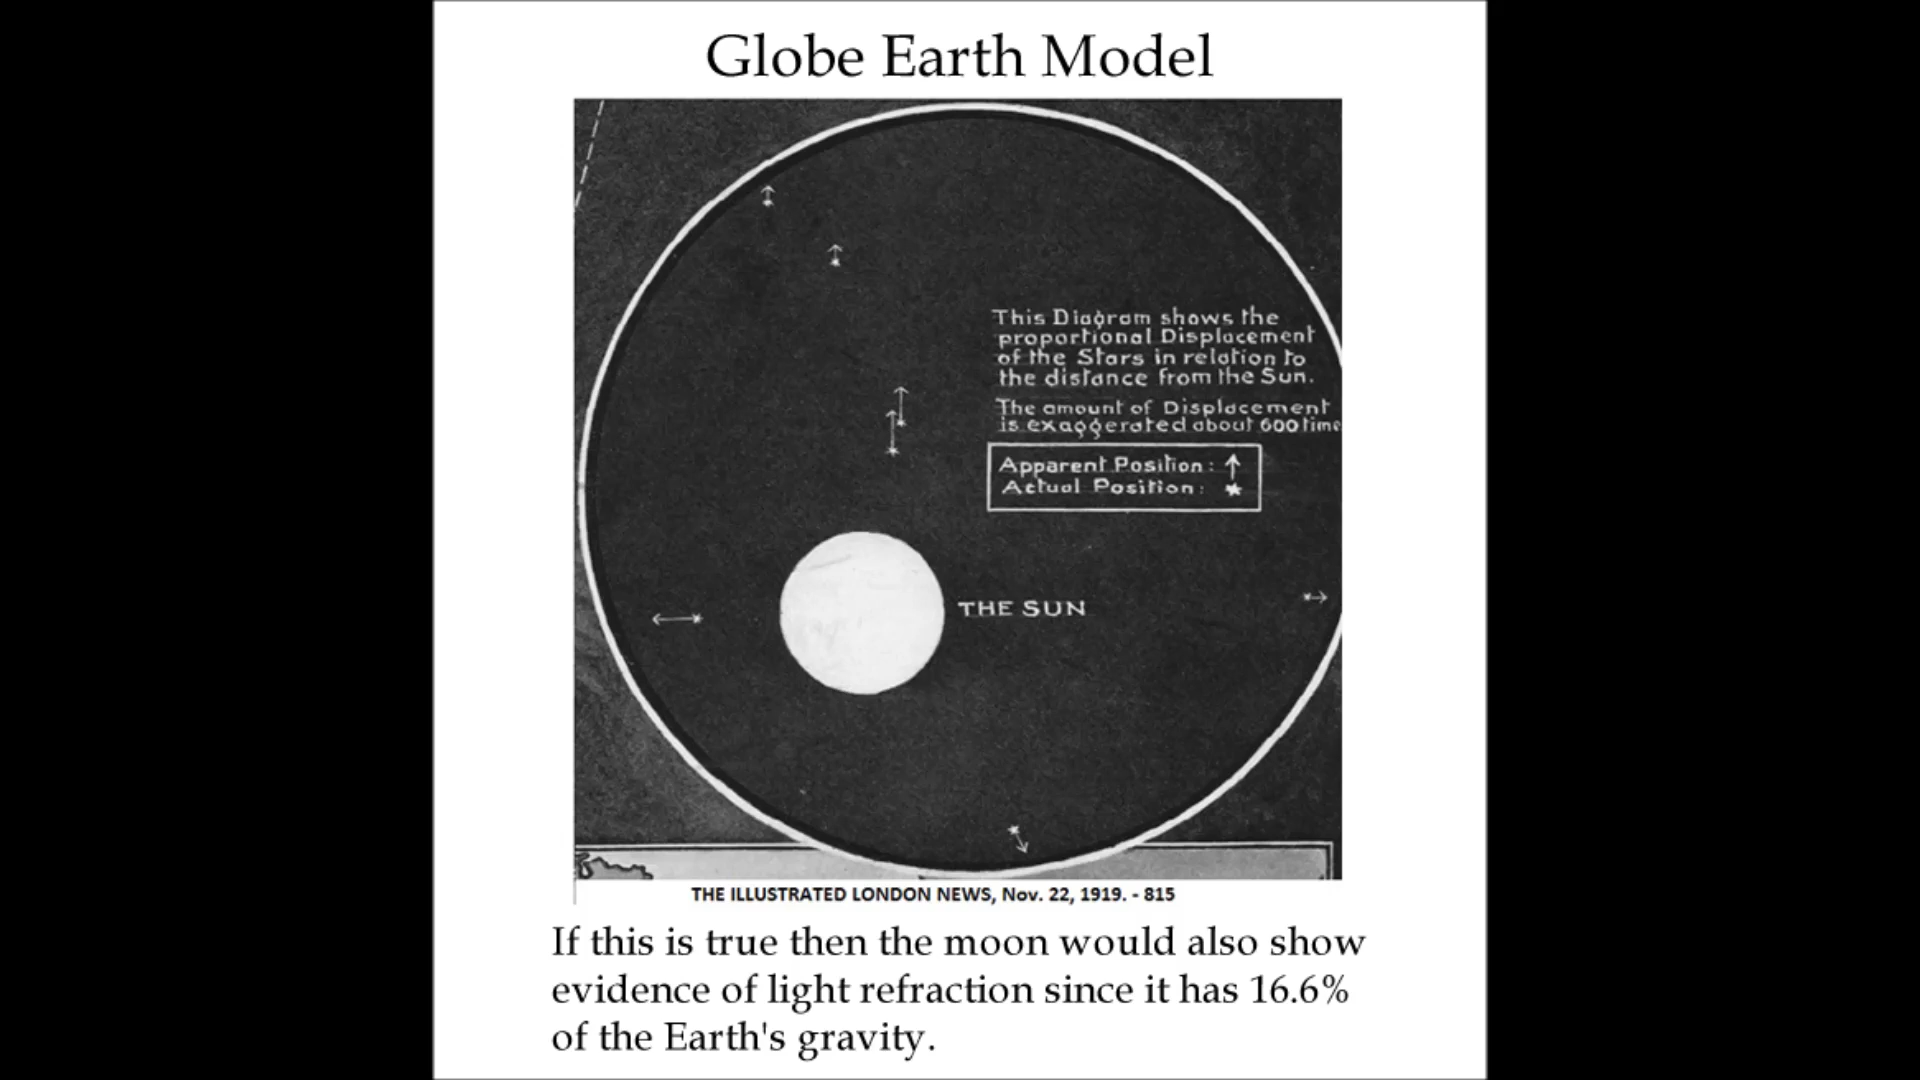 Globe Earth Model
This Diagram shows the
proportional Displacement
of the Stars in relation to
the distance from the Sun.
The amount of Displacement
is exaggerated about 600 time
Apparent Position: ↑
Actual Position: *
THE SUN
THE ILLUSTRATED LONDON NEWS, Nov. 22, 1919. - 815
If this is true then the moon would also show
evidence of light refraction since it has 16.6%
of the Earth's gravity.